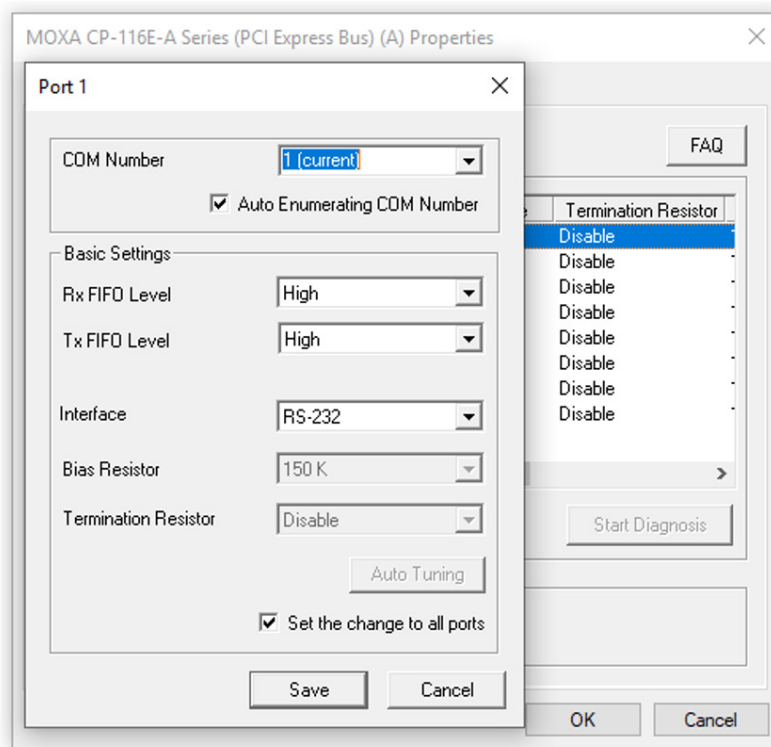 MOXA CP-116E-A Series (PCI Express Bus) (A) Properties
Port 1
COM Number
1 (current)
Auto Enumerating COM Number
Basic Settings
Rx FIFO Level
High
Tx FIFO Level
High
Interface
RS-232
Bias Resistor
150 K
Termination Resistor
Disable
Auto Tuning
Set the change to all ports
Save
Cancel
FAQ
Termination Resistor
Disable
Disable
Disable
Disable
Disable
Disable
Disable
Disable
Start Diagnosis
OK
Cancel